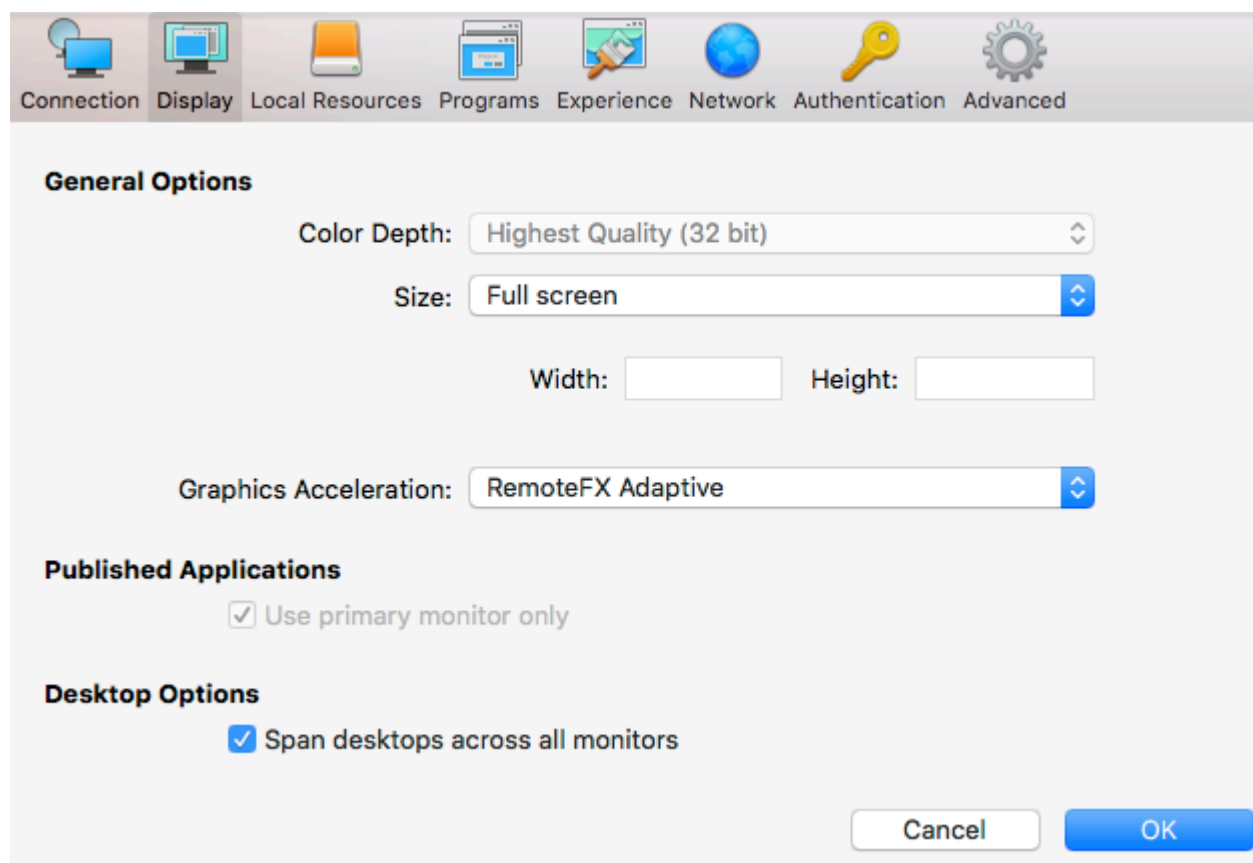 Connection Display Local Resources Programs Experience Network Authentication Advanced
General Options
Color Depth: Highest Quality (32 bit)
Size: Full screen
Width: Height:
Graphics Acceleration: RemoteFX Adaptive
Published Applications
Use primary monitor only
Desktop Options
Span desktops across all monitors
Cancel OK